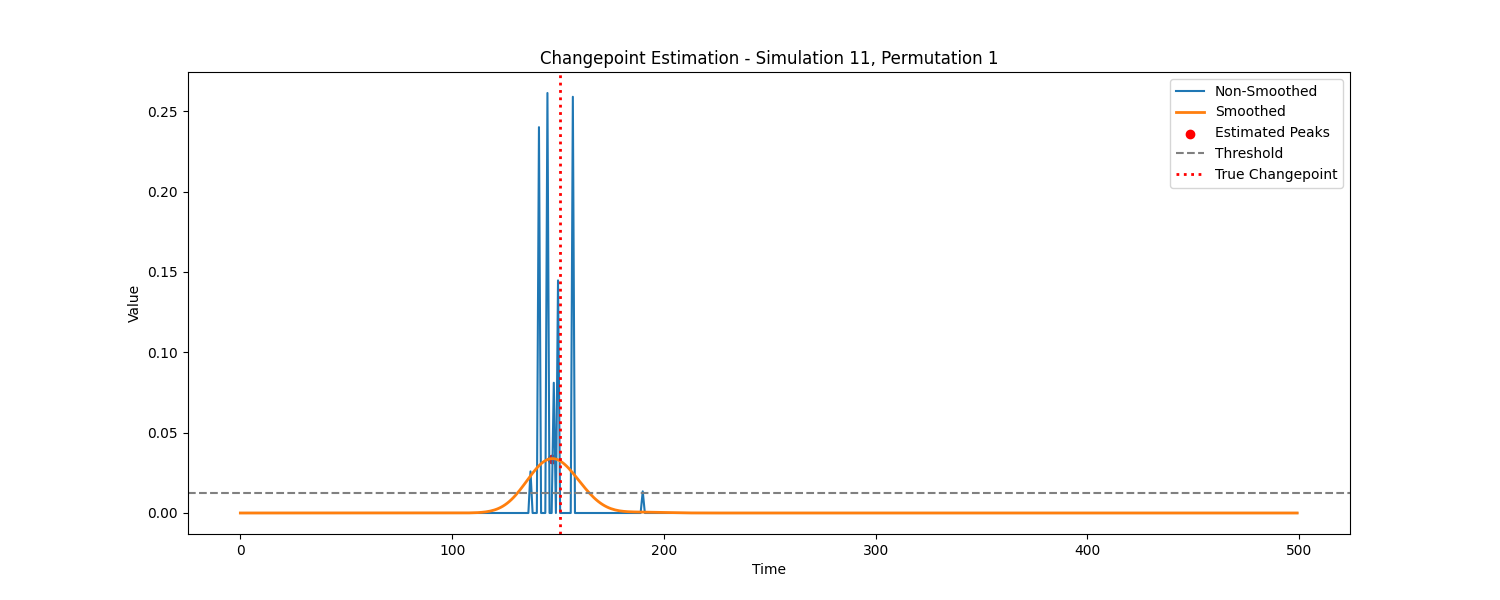 Changepoint Estimation - Simulation 11, Permutation 1
Non-Smoothed
Smoothed
Estimated Peaks
Threshold
True Changepoint
Value
0.25
0.20
0.15
0.10
0.05
0.00
0 100 200 300 400 500
Time